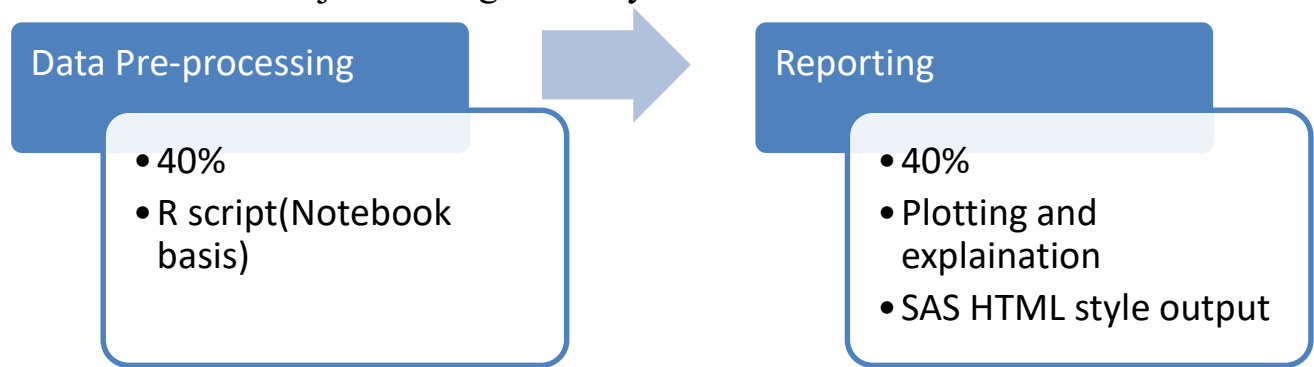 Data Pre-processing
• 40%
• R script(Notebook
basis)
Reporting
• 40%
• Plotting and
explaination
• SAS HTML style output